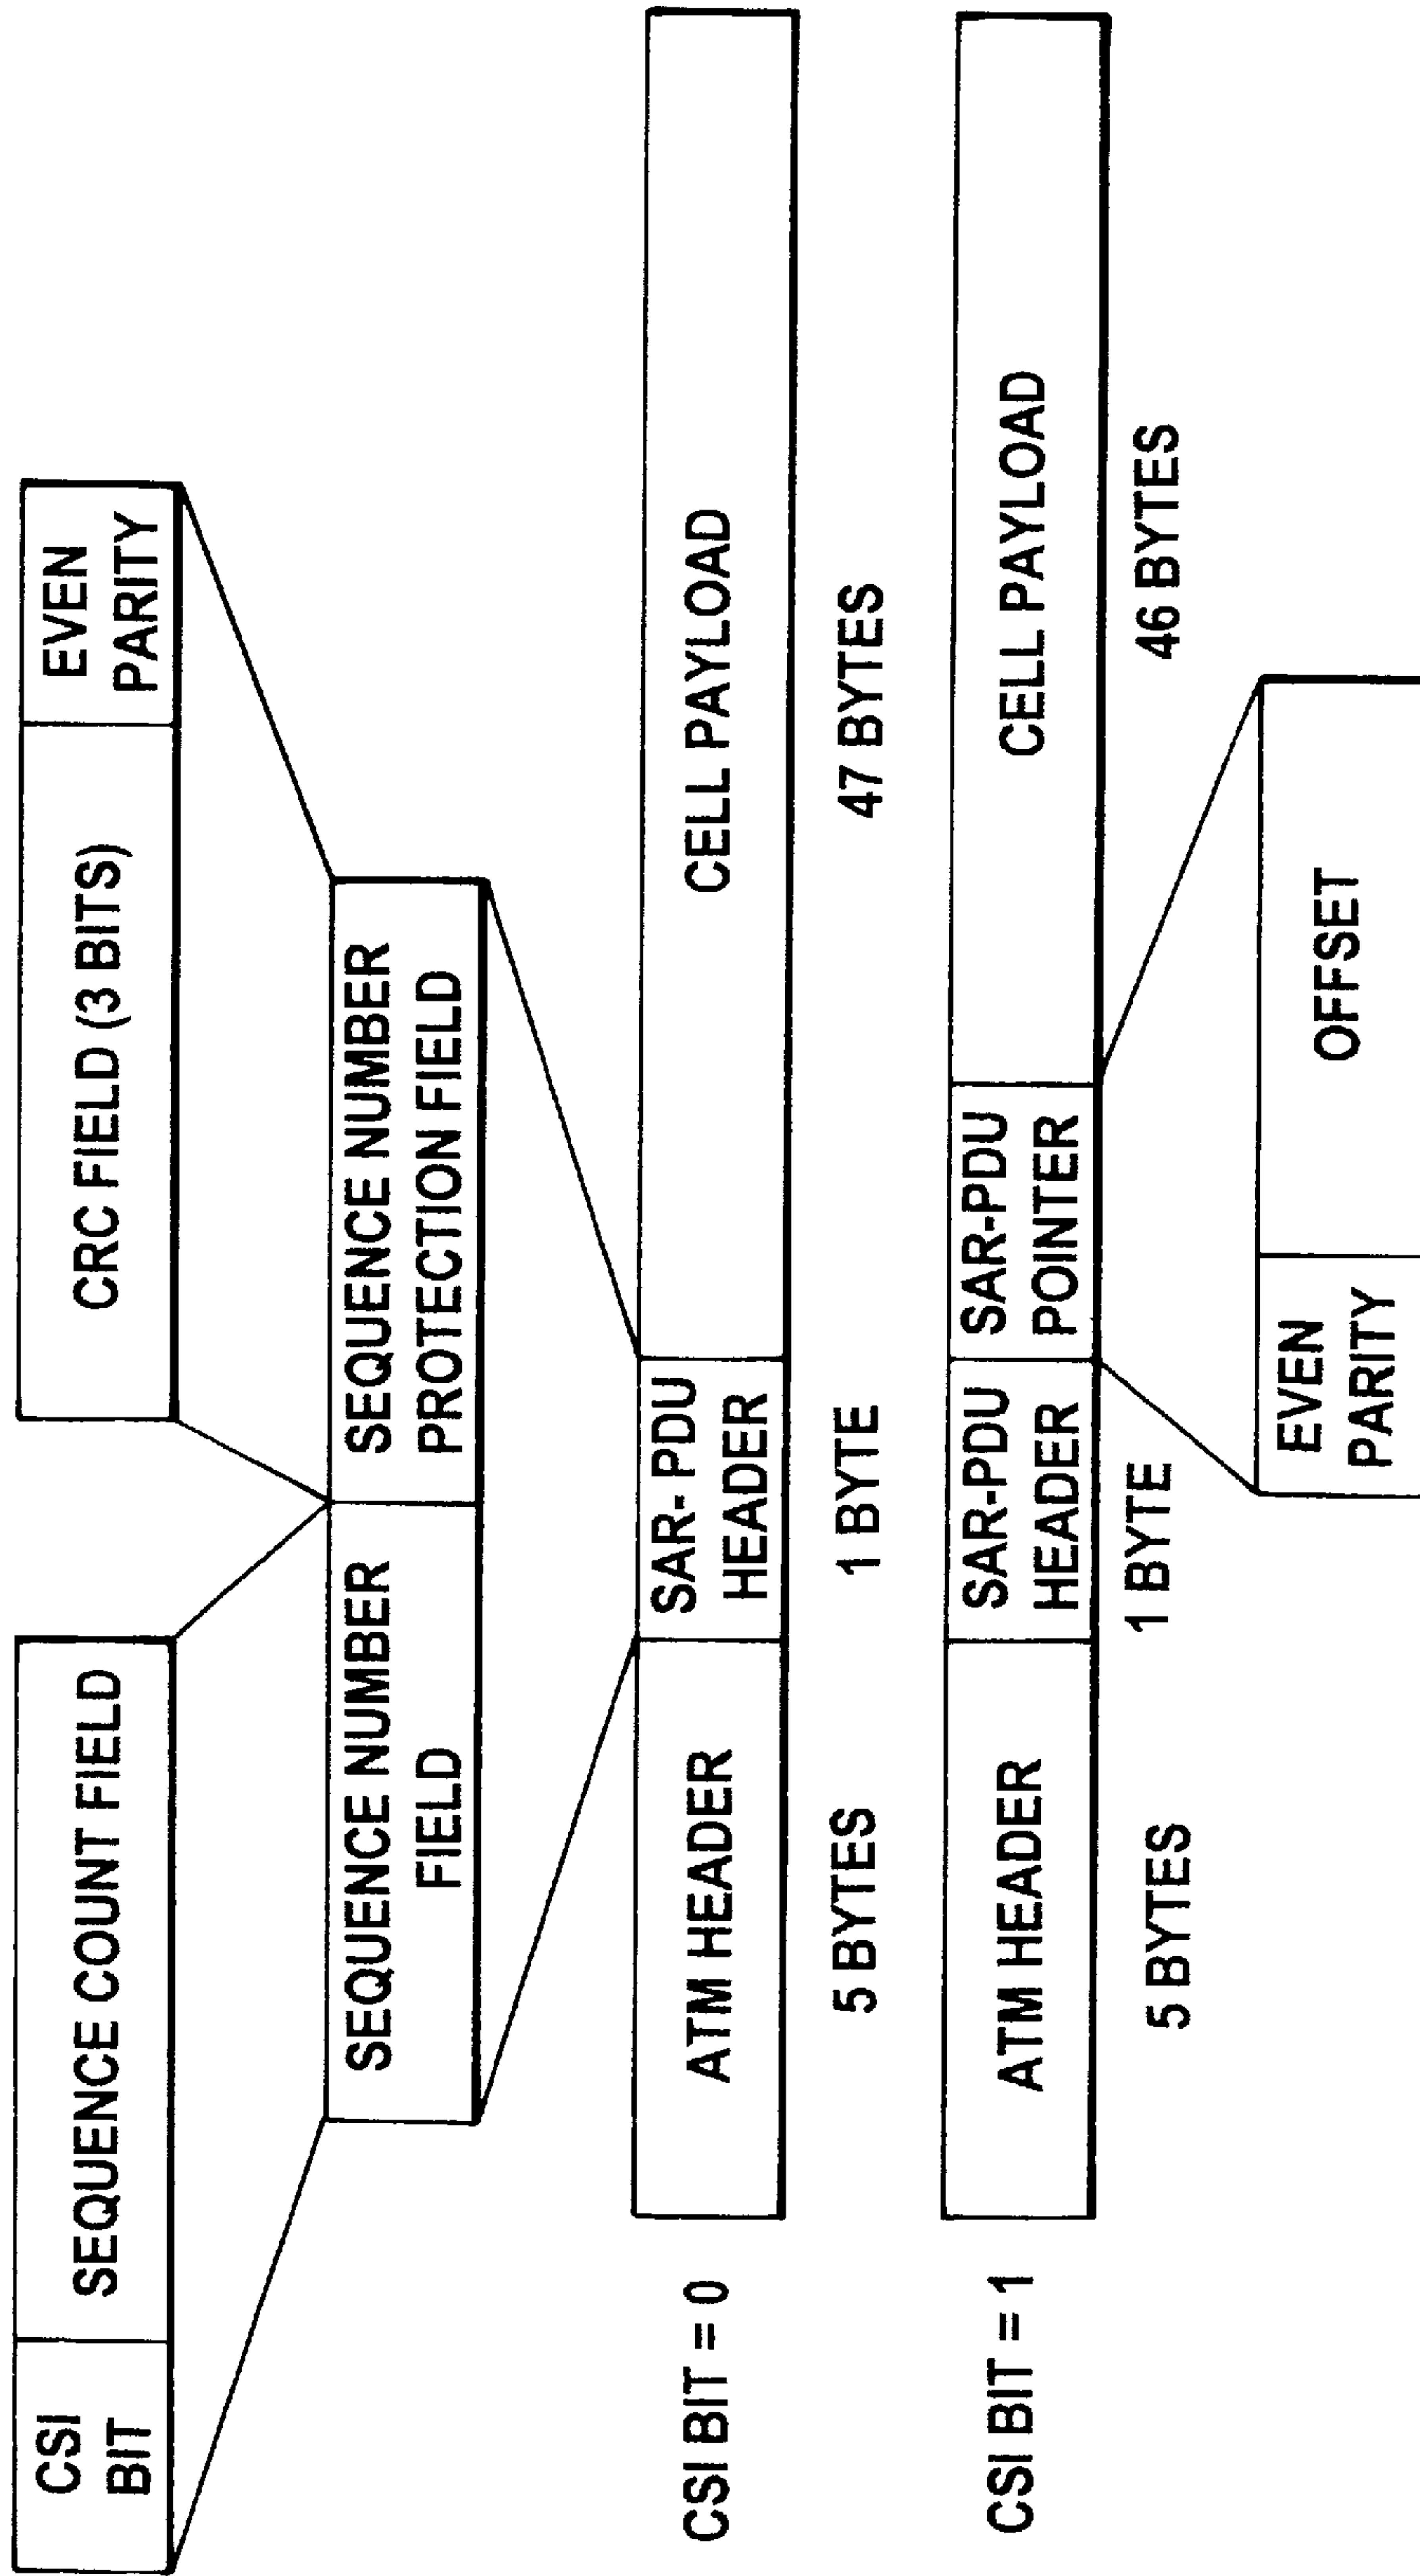 CSI
BIT
SEQUENCE COUNT FIELD
CRC FIELD (3 BITS)
EVEN
PARITY
SEQUENCE NUMBER
FIELD
SEQUENCE NUMBER
PROTECTION FIELD
CSI BIT = 0
ATM HEADER
SAR- PDU
HEADER
CELL PAYLOAD
5 BYTES
1 BYTE
47 BYTES
CSI BIT = 1
ATM HEADER
SAR-PDU
HEADER
SAR-PDU
POINTER
CELL PAYLOAD
5 BYTES
1 BYTE
46 BYTES
EVEN
PARITY
OFFSET